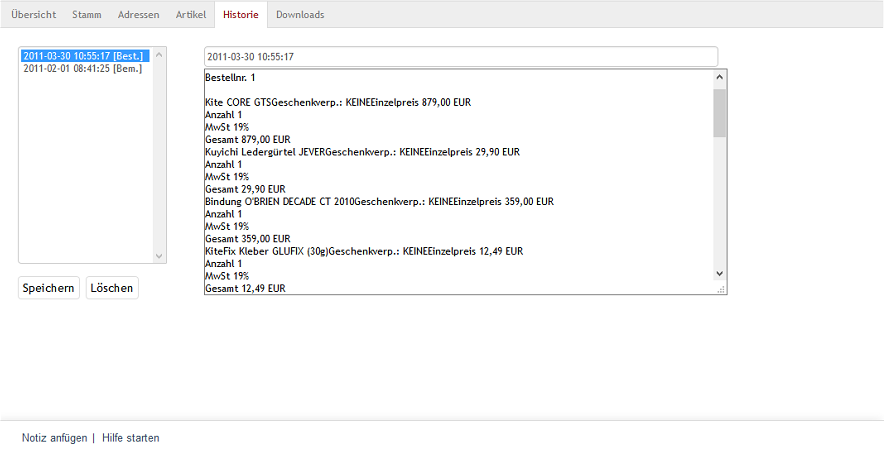 Übersicht Stamm Adressen Artikel Historie Downloads
2011-03-30 10:55:17 [Best.]
2011-02-01 08:41:25 [Bem.]
Speichern Löschen
2011-03-30 10:55:17
Bestellnr. 1
Kite CORE GTSGeschenkverp.: KEINEEinzelpreis 879,00 EUR
Anzahl 1
MwSt 19%
Gesamt 879,00 EUR
Kuyichi Ledergürtel JEVERGeschenkverp.: KEINEEinzelpreis 29,90 EUR
Anzahl 1
MwSt 19%
Gesamt 29,90 EUR
Bindung O'BRIEN DECADE CT 2010Geschenkverp.: KEINEEinzelpreis 359,00 EUR
Anzahl 1
MwSt 19%
Gesamt 359,00 EUR
KiteFix Kleber GLUFIX (30g)Geschenkverp.: KEINEEinzelpreis 12,49 EUR
Anzahl 1
MwSt 19%
Gesamt 12,49 EUR
Notiz anfügen | Hilfe starten